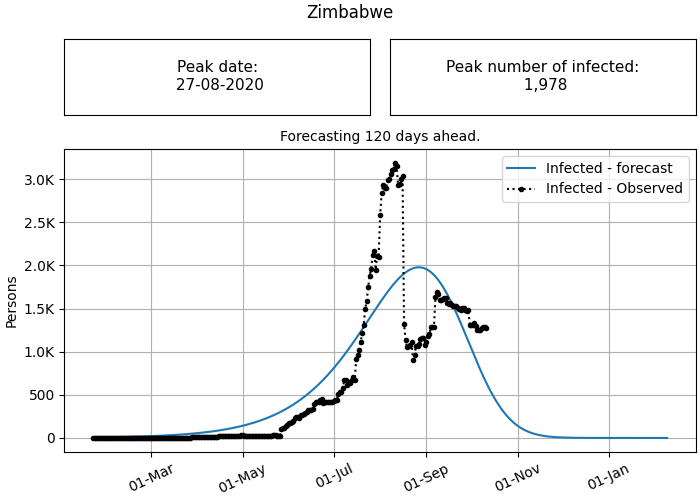 Zimbabwe
Peak date:
27-08-2020
Peak number of infected:
1,978
Forecasting 120 days ahead.
Infected - forecast
Infected - Observed
3.0K
2.5K
2.0K
1.5K
1.0K
500
0
Persons
01-Mar
01-May
01-Jul
01-Sep
01-Nov
01-Jan